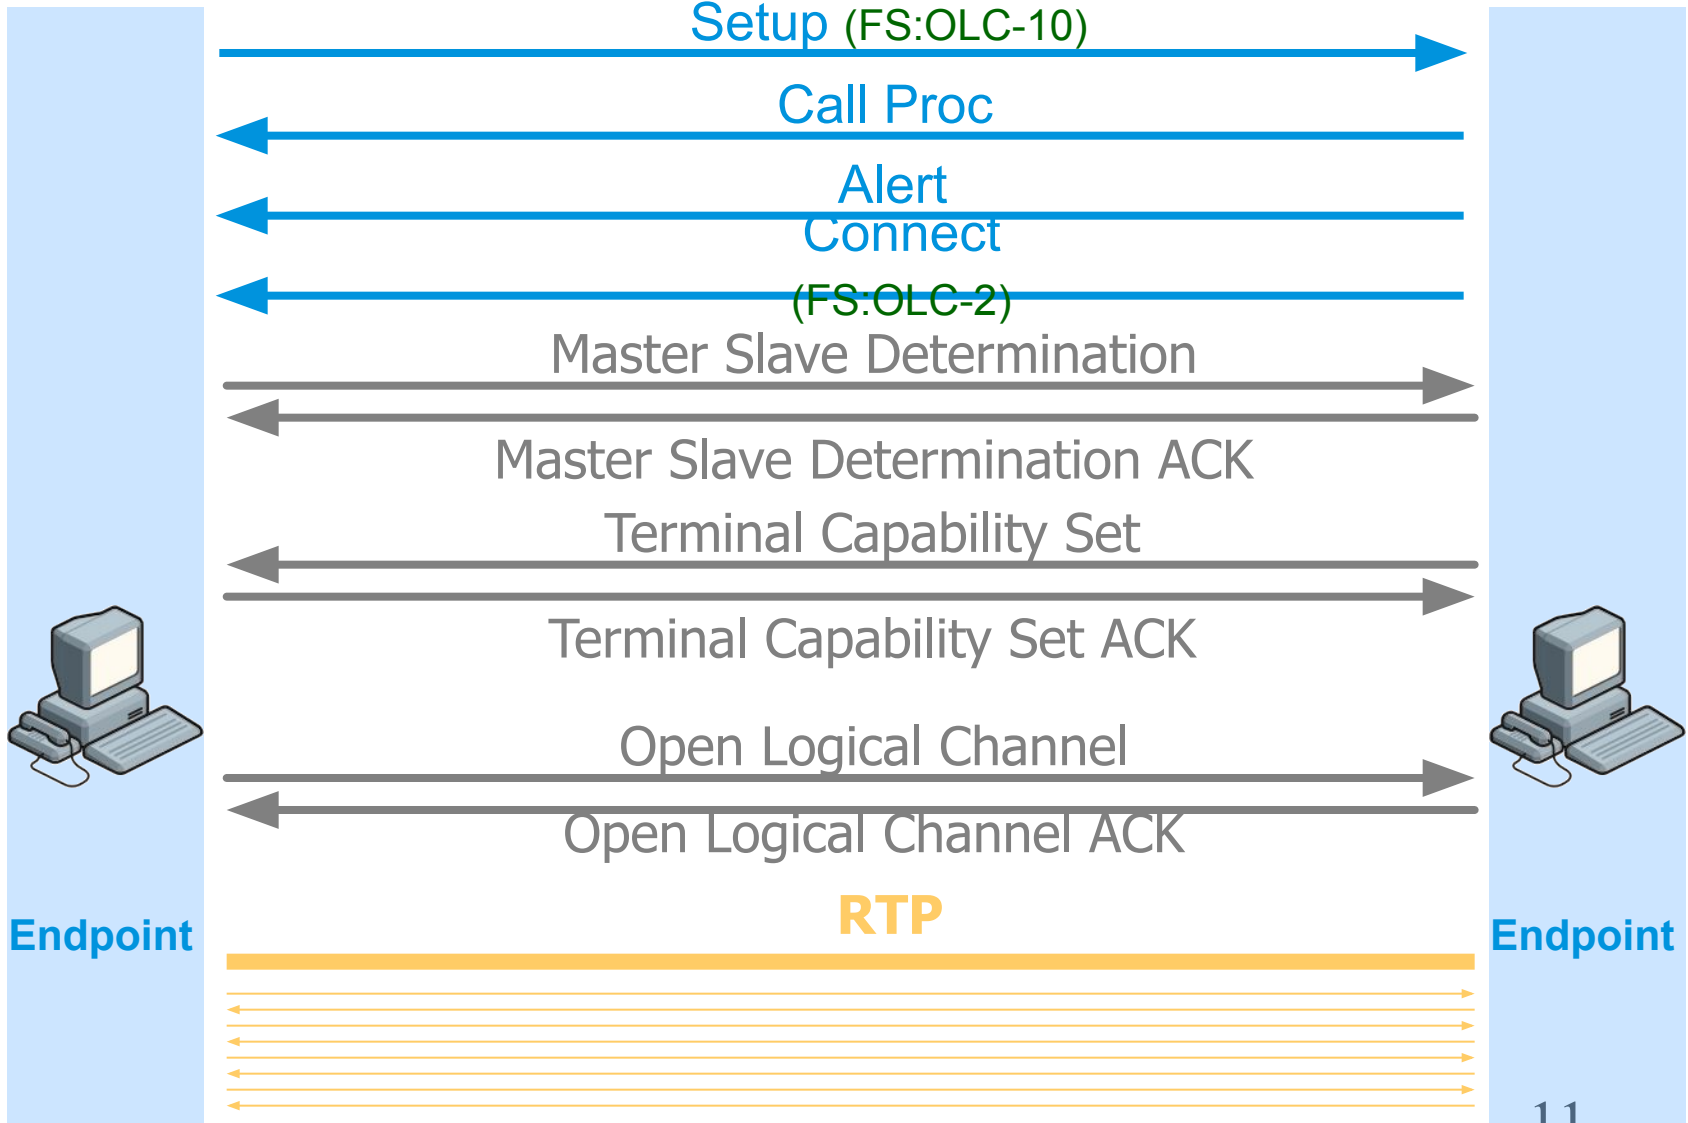 Setup (FS:OLC-10)
Call Proc
Alert
Connect
(FS:OLC-2)
Master Slave Determination
Master Slave Determination ACK
Terminal Capability Set
Terminal Capability Set ACK
Open Logical Channel
Open Logical Channel ACK
RTP
Endpoint
Endpoint
11